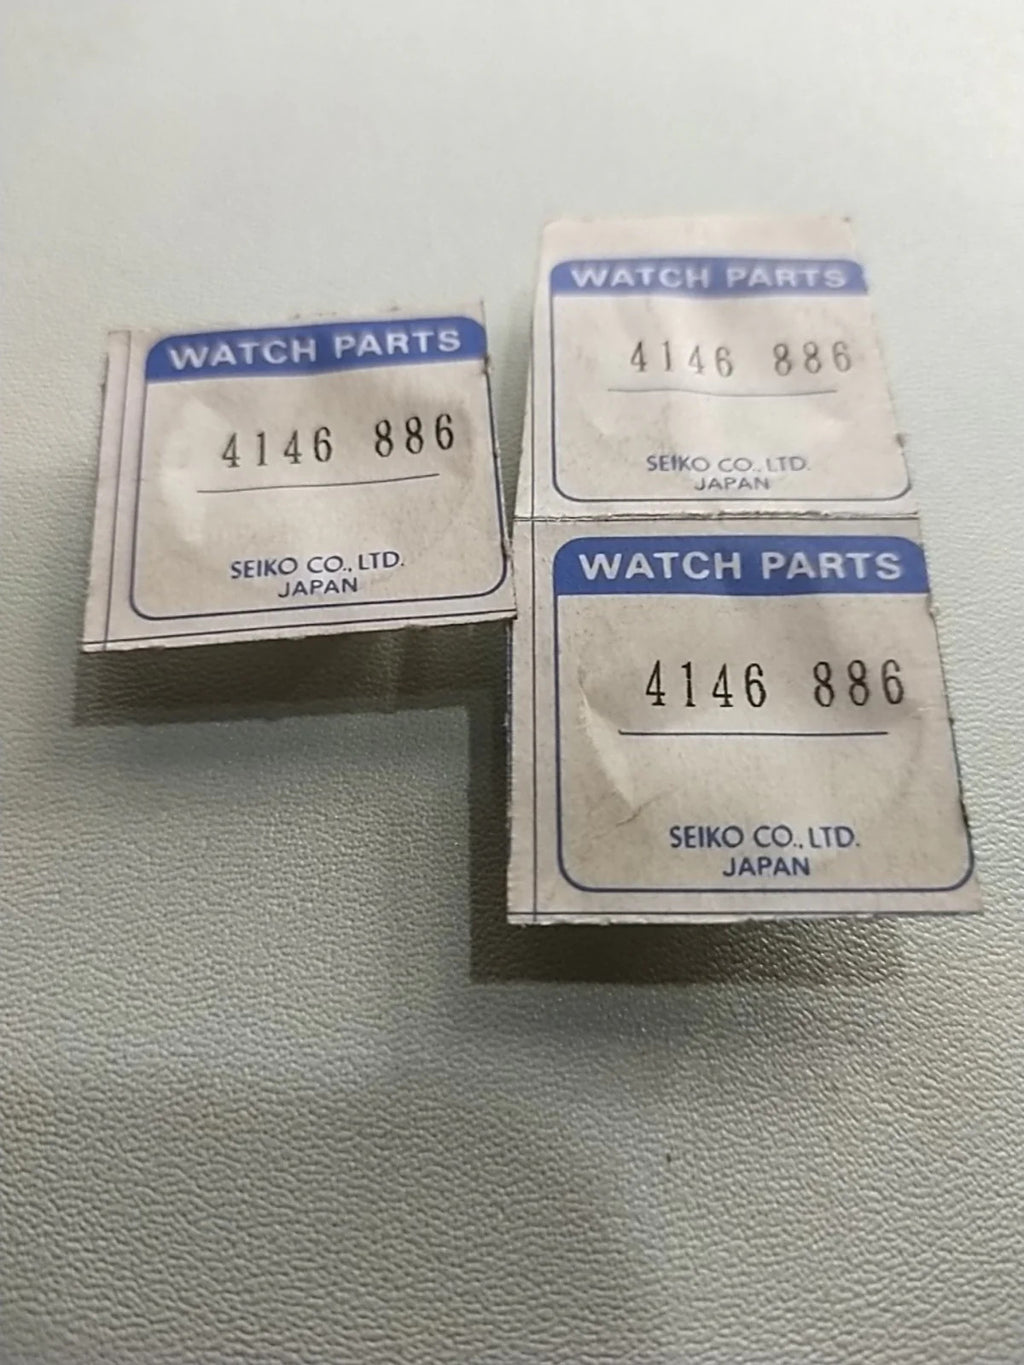 WATCH PARTS
4146 886
SEIKO CO., LTD.
JAPAN
WATCH PARTS
4146 886
SEIKO CO., LTD.
JAPAN
WATCH PARTS
4146 886
SEIKO CO., LTD.
JAPAN